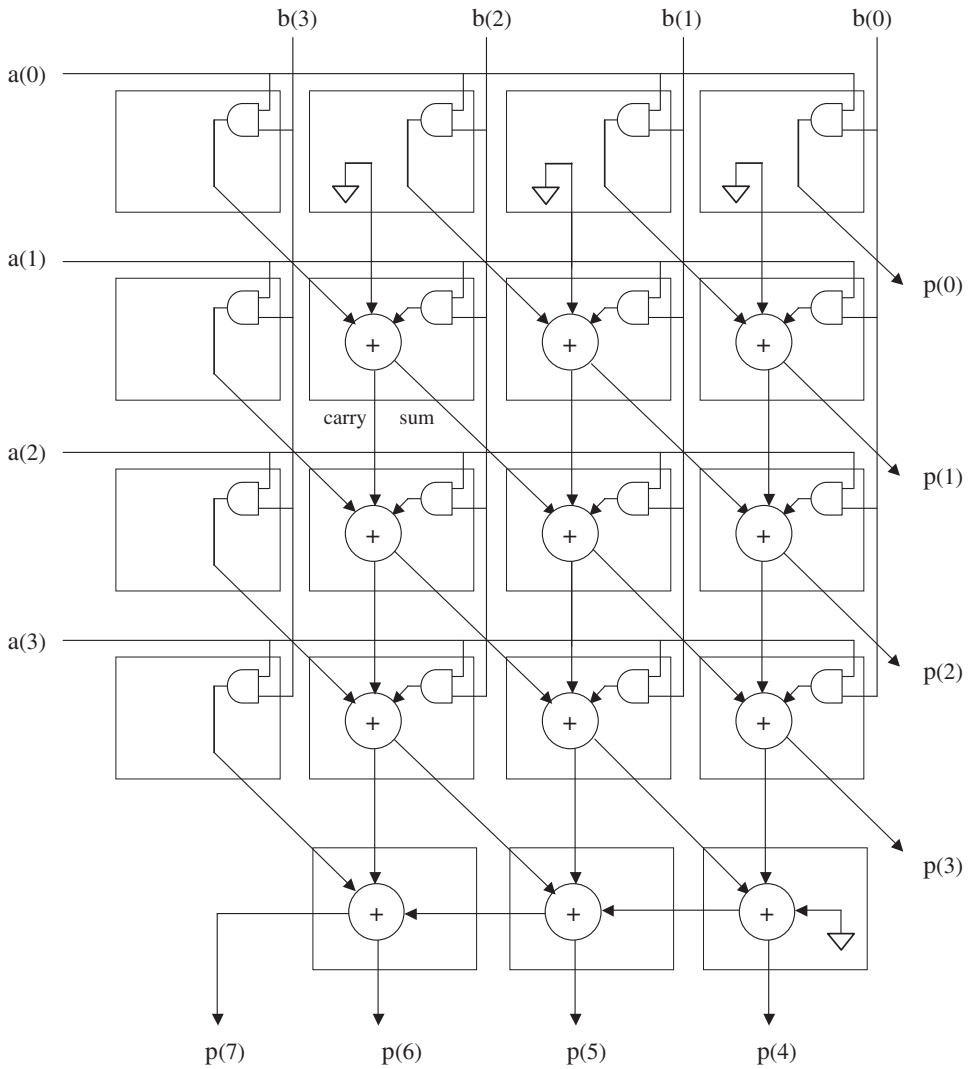 b(3) b(2) b(1) b(0)
a(0)
a(1)
p(0)
+ + +
carry sum
a(2)
p(1)
+ + +
a(3)
p(2)
+ + +
p(3)
+ + +
p(7) p(6) p(5) p(4)